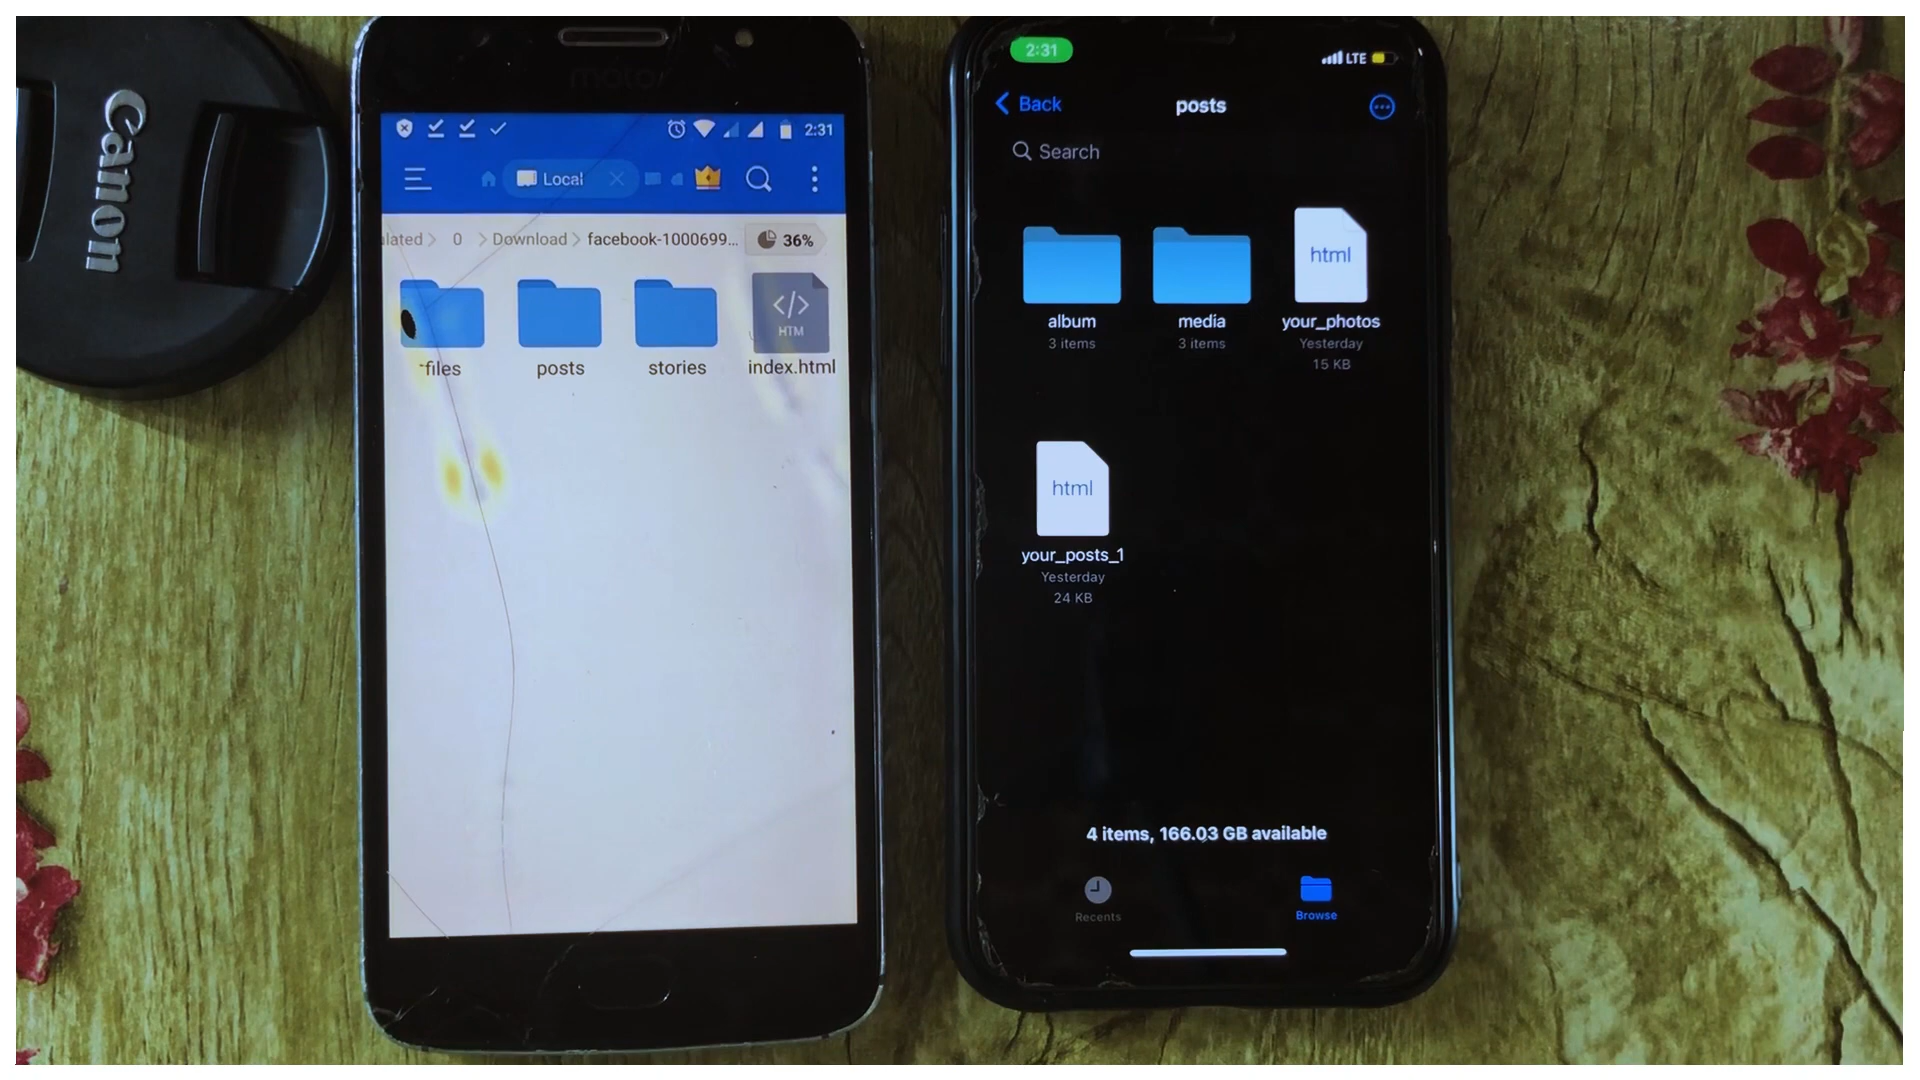 Canon
moto
2:31
Local
lated
0
Download
facebook-1000699...
36%
</>
HTM
files
posts
stories
index.html
2:31
LTE
Back
posts
Search
album
3 items
media
3 items
html
your_photos
Yesterday
15 KB
html
your_posts_1
Yesterday
24 KB
4 items, 166.03 GB available
Recents
Browse